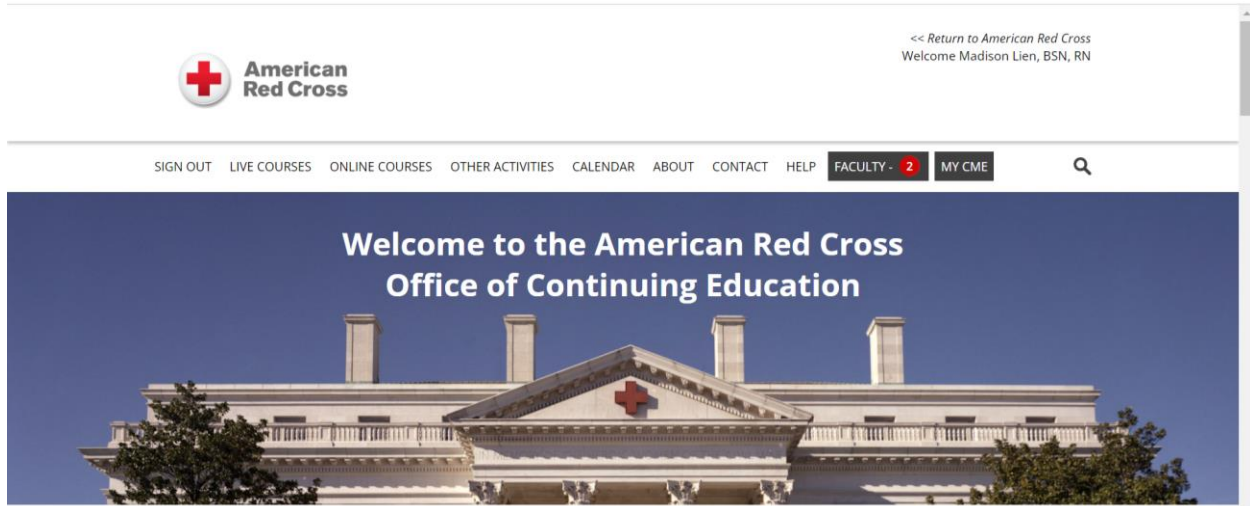 << Return to American Red Cross
Welcome Madison Lien, BSN, RN
American
Red Cross
SIGN OUT LIVE COURSES ONLINE COURSES OTHER ACTIVITIES CALENDAR ABOUT CONTACT HELP FACULTY - 2 MY CME
Welcome to the American Red Cross
Office of Continuing Education